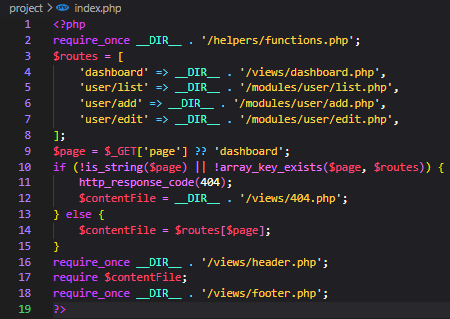 project > index.php
1 <?php
2 require_once __DIR__ . '/helpers/functions.php';
3 $routes = [
4     'dashboard' => __DIR__ . '/views/dashboard.php',
5     'user/list' => __DIR__ . '/modules/user/list.php',
6     'user/add' => __DIR__ . '/modules/user/add.php',
7     'user/edit' => __DIR__ . '/modules/user/edit.php',
8 ];
9 $page = $_GET['page'] ?? 'dashboard';
10 if (!is_string($page) || !array_key_exists($page, $routes)) {
11     http_response_code(404);
12     $contentFile = __DIR__ . '/views/404.php';
13 } else {
14     $contentFile = $routes[$page];
15 }
16 require_once __DIR__ . '/views/header.php';
17 require $contentFile;
18 require_once __DIR__ . '/views/footer.php';
19 ?>